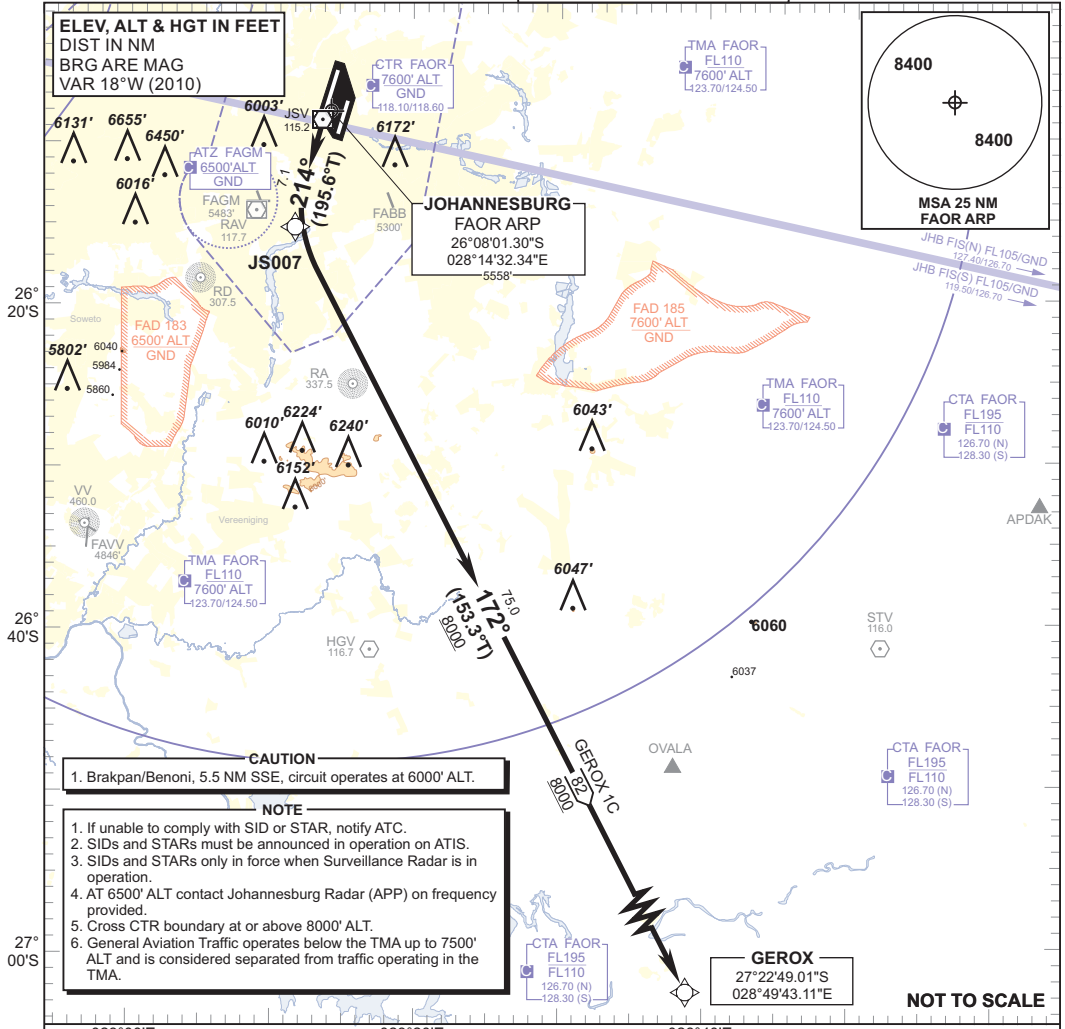 ELEV, ALT & HGT IN FEET
DIST IN NM
BRG ARE MAG
VAR 18°W (2010)
CTR FAOR
C 7600' ALT
GND
118.10/118.60
TMA FAOR
C FL110
7600' ALT
123.70/124.50
8400
8400
MSA 25 NM
FAOR ARP
JSV
115.2
6131'
6655'
6450'
6003'
6172'
6016'
ATZ FAGM
C 6500'ALT
GND
FAGM
5483'
RAV
117.7
7.1
214°
(195.6°T)
FABB
5300'
JOHANNESBURG
FAOR ARP
26°08'01.30"S
028°14'32.34"E
5558'
JS007
JHB FIS(N) FL105/GND
127.40/126.70
JHB FIS(S) FL105/GND
119.50/126.70
26°
20'S
RD
307.5
Soweto
FAD 183
6500' ALT
GND
FAD 185
7600' ALT
GND
5802'
6040
5984
5860
RA
337.5
TMA FAOR
C FL110
7600' ALT
123.70/124.50
CTA FAOR
FL195
C FL110
126.70 (N)
128.30 (S)
6010'
6224'
6240'
6152'
6043'
VV
460.0
FAVV
4846'
Vereeniging
APDAK
TMA FAOR
C FL110
7600' ALT
123.70/124.50
6047'
75.0
172°
(153.3°T)
8000
26°
40'S
HGV
116.7
6060
6037
STV
116.0
OVALA
GEROX 1C
82
8000
CTA FAOR
FL195
C FL110
126.70 (N)
128.30 (S)
CAUTION
1. Brakpan/Benoni, 5.5 NM SSE, circuit operates at 6000' ALT.
NOTE
1. If unable to comply with SID or STAR, notify ATC.
2. SIDs and STARs must be announced in operation on ATIS.
3. SIDs and STARs only in force when Surveillance Radar is in
operation.
4. AT 6500' ALT contact Johannesburg Radar (APP) on frequency
provided.
5. Cross CTR boundary at or above 8000' ALT.
6. General Aviation Traffic operates below the TMA up to 7500'
ALT and is considered separated from traffic operating in the
TMA.
27°
00'S
CTA FAOR
FL195
C FL110
126.70 (N)
128.30 (S)
GEROX
27°22'49.01"S
028°49'43.11"E
NOT TO SCALE